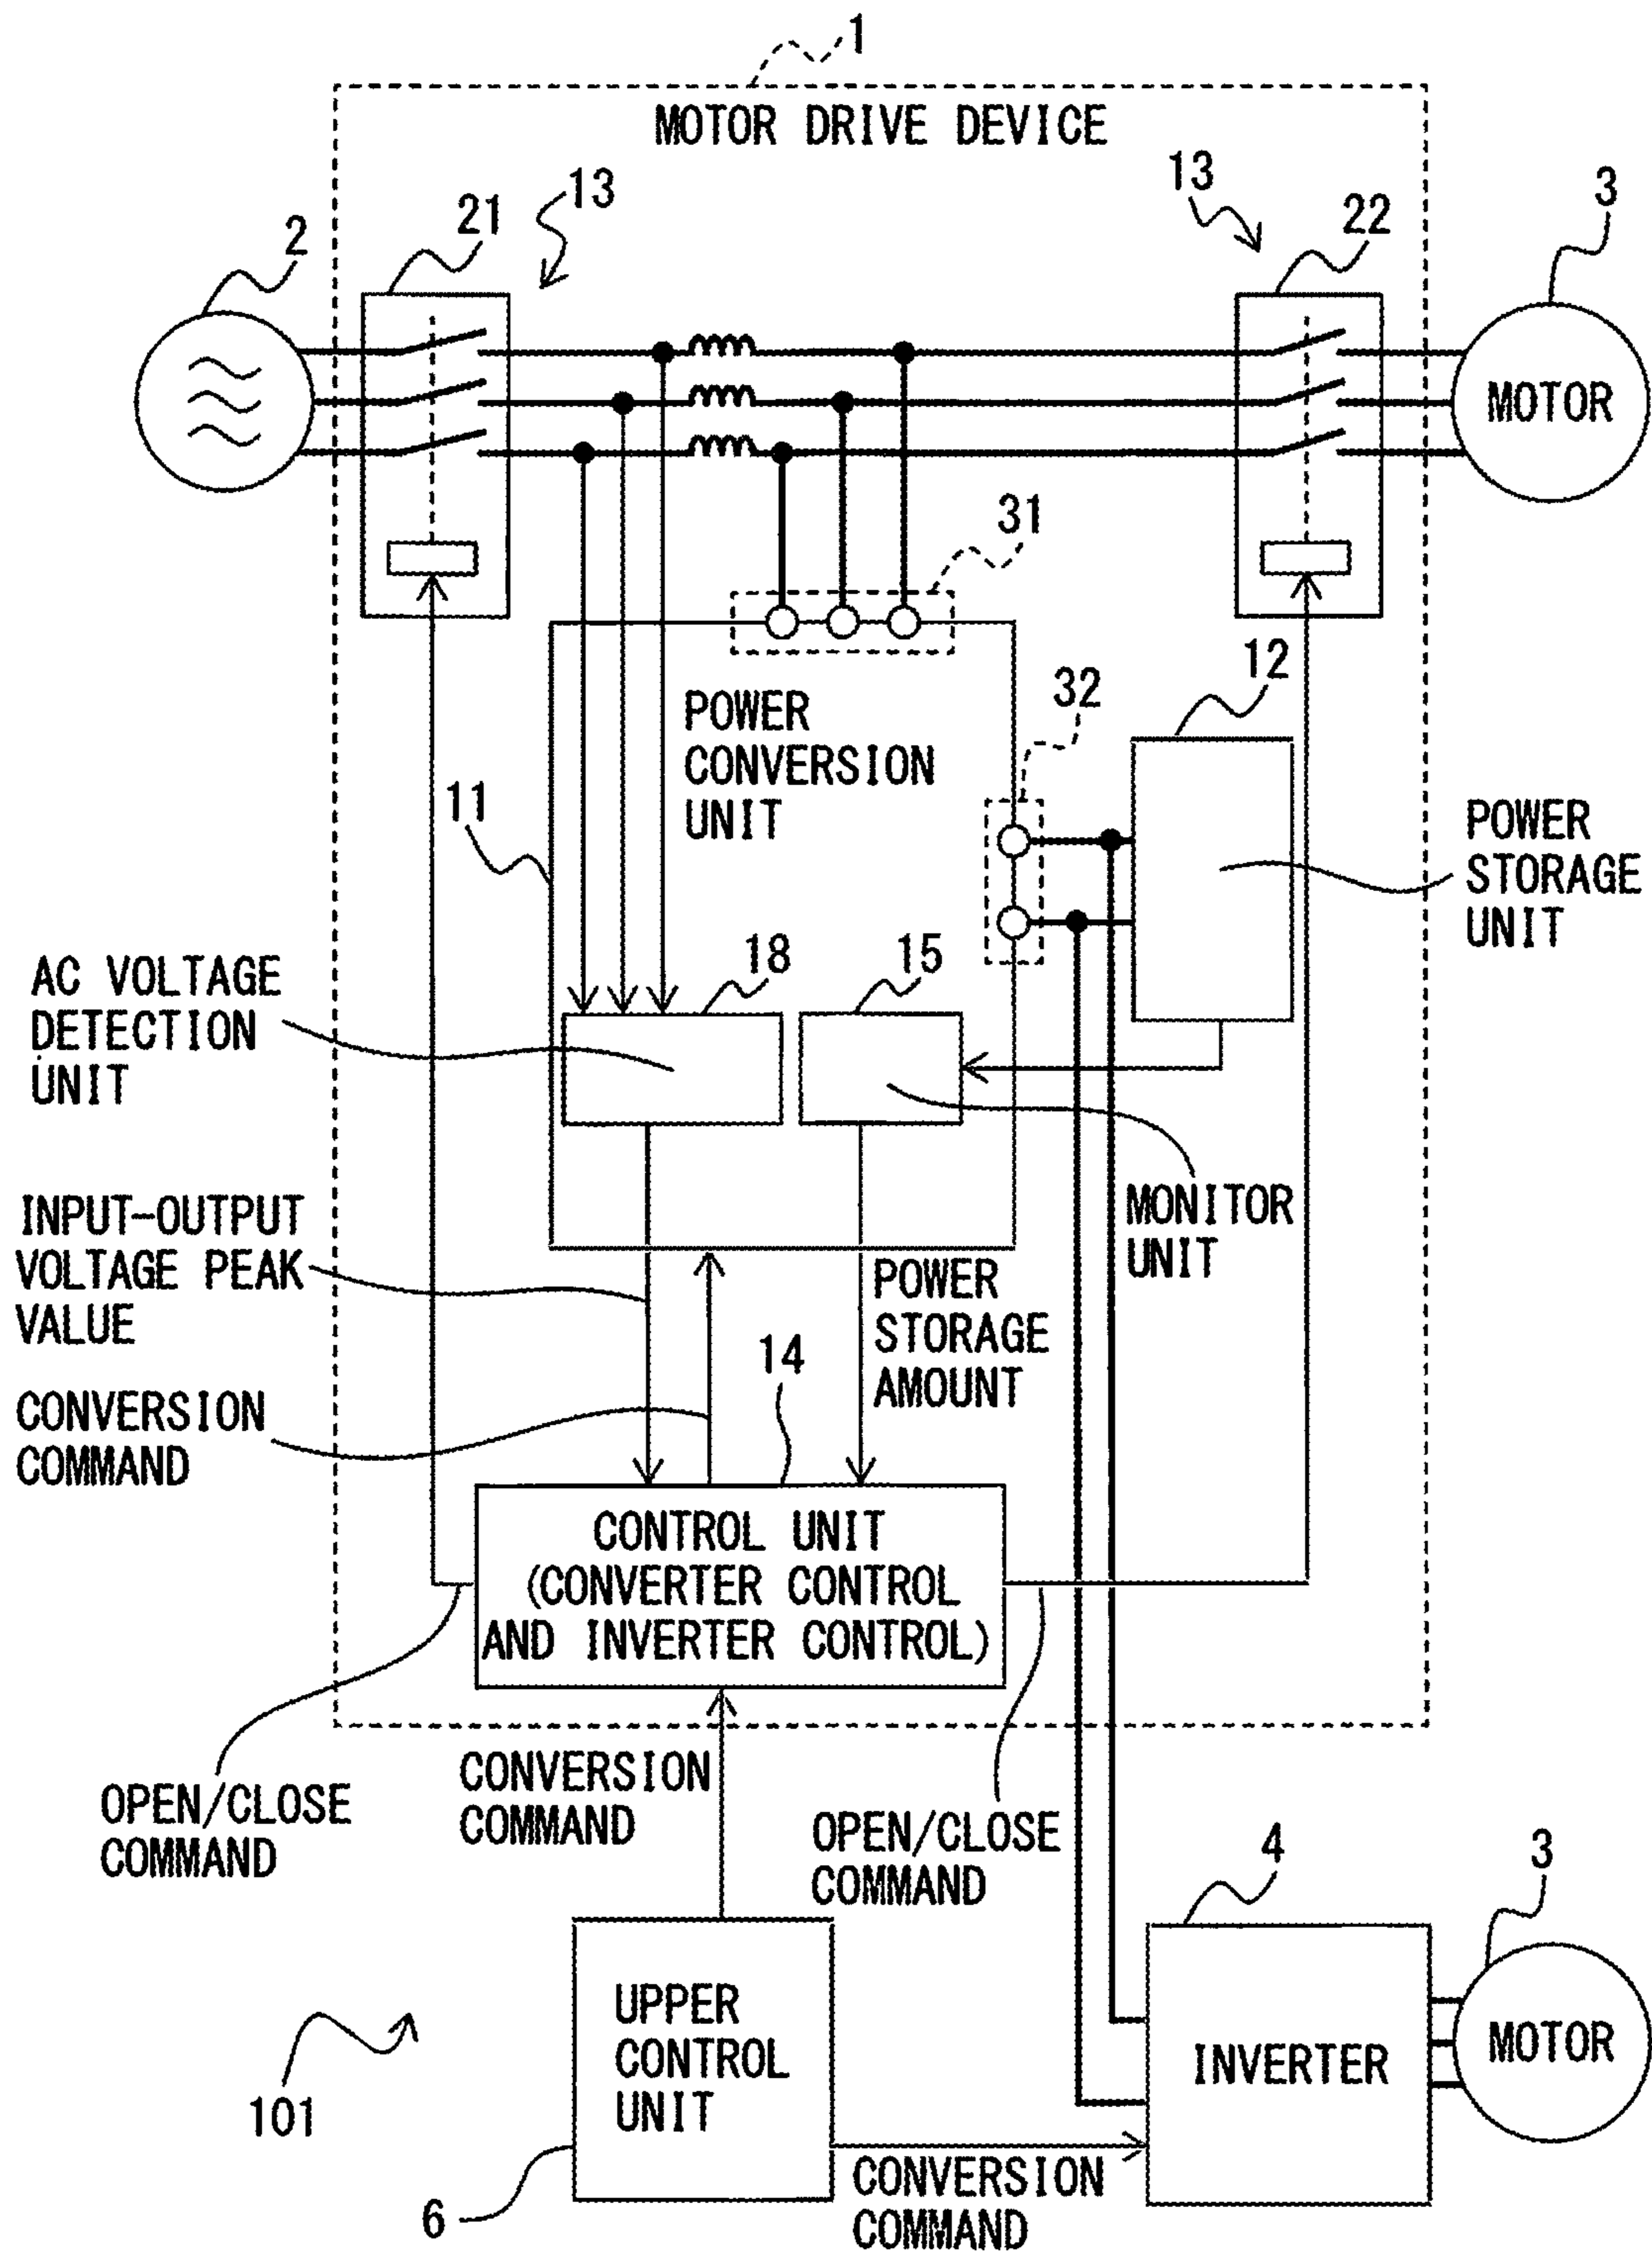 1
MOTOR DRIVE DEVICE
13
13
21
22
2
3
MOTOR
31
12
32
POWER
CONVERSION
UNIT
11
POWER
STORAGE
UNIT
18
15
AC VOLTAGE
DETECTION
UNIT
MONITOR
UNIT
INPUT-OUTPUT
VOLTAGE PEAK
VALUE
POWER
STORAGE
AMOUNT
14
CONVERSION
COMMAND
CONTROL UNIT
(CONVERTER CONTROL
AND INVERTER CONTROL)
CONVERSION
COMMAND
OPEN/CLOSE
COMMAND
OPEN/CLOSE
COMMAND
4
3
UPPER
CONTROL
UNIT
INVERTER
MOTOR
101
6
CONVERSION
COMMAND